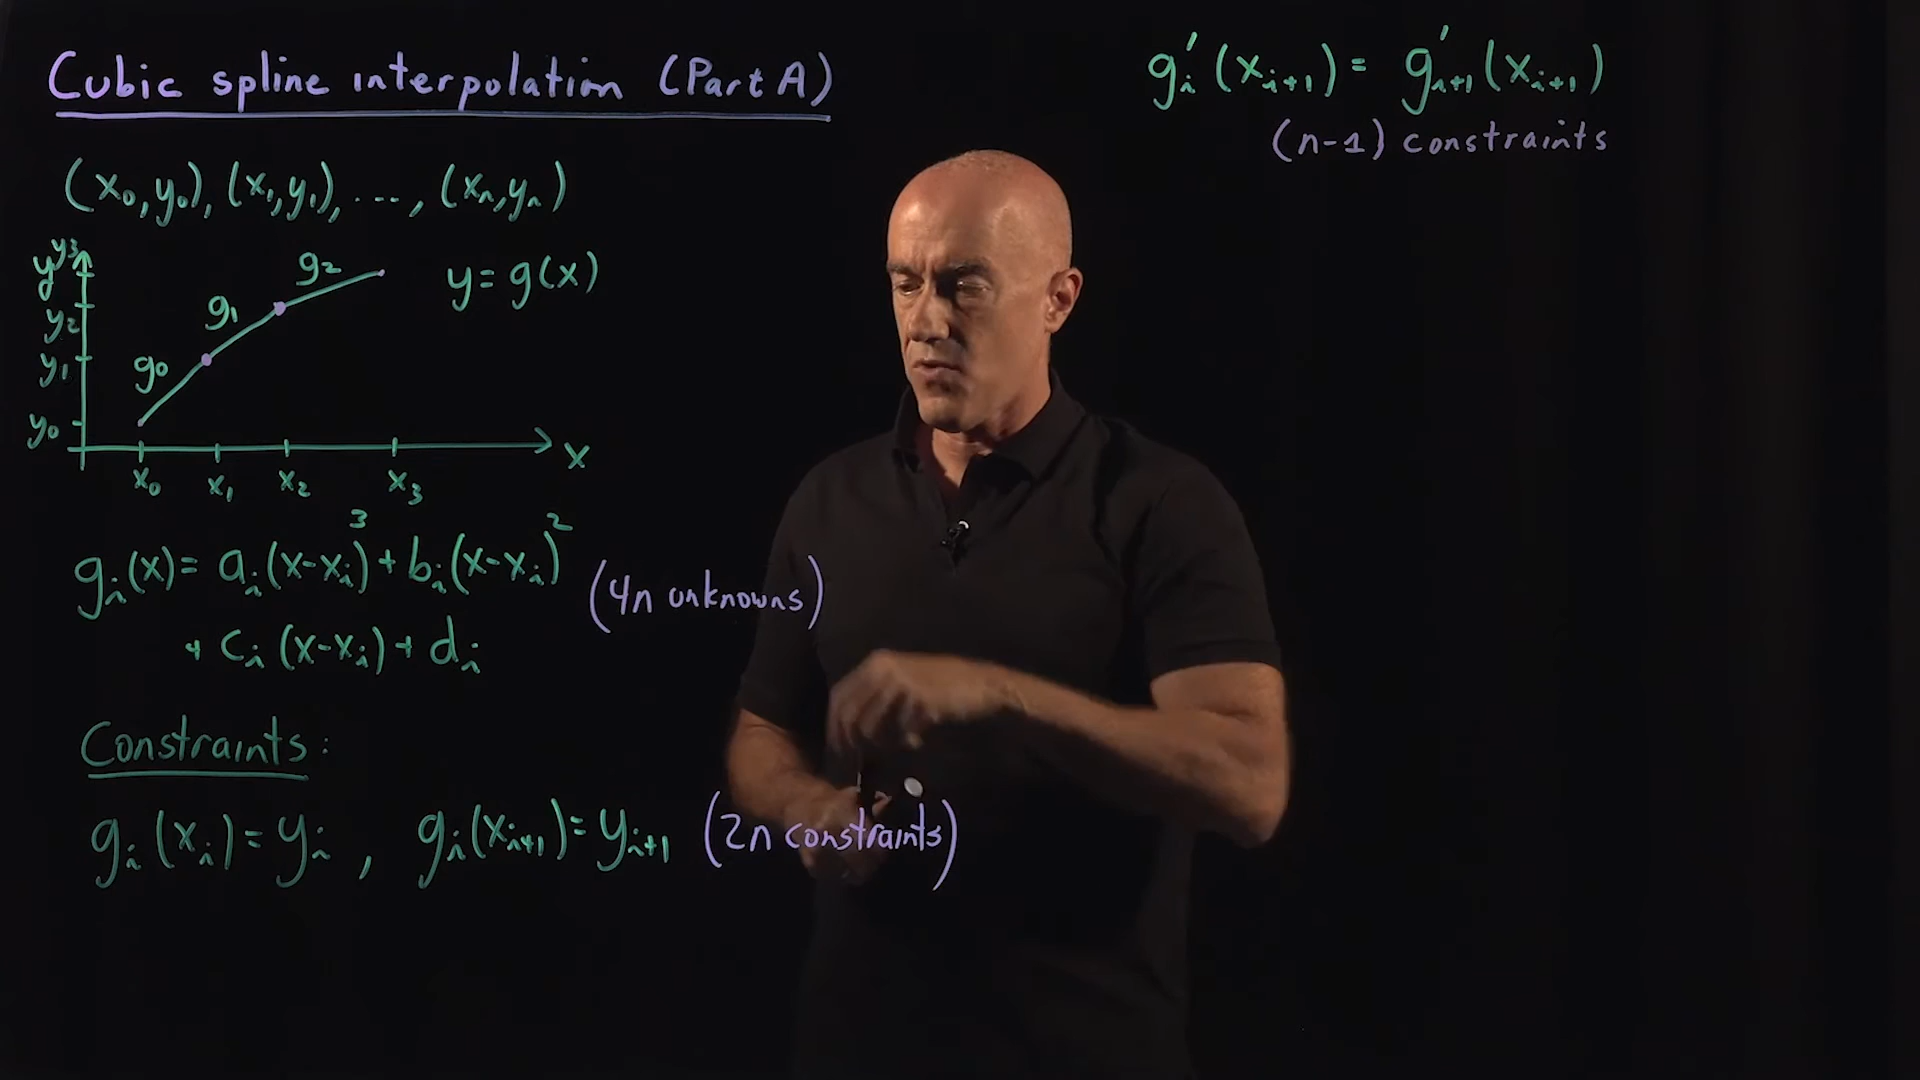 Cubic spline interpolation (Part A)
(x₀,y₀), (x₁,y₁), ...., (xₙ,yₙ)
y
y₃
y₂
y₁
y₀
g₀
g₁
g₂
y = g(x)
x₀ x₁ x₂ x₃ x
gᵢ(x) = aᵢ(x-xᵢ)³ + bᵢ(x-xᵢ)²
+ cᵢ(x-xᵢ) + dᵢ
(4n unknowns)
Constraints:
gᵢ(xᵢ) = yᵢ , gᵢ(xᵢ₊₁) = yᵢ₊₁ (2n constraints)
gᵢ'(xᵢ₊₁) = g'ᵢ₊₁(xᵢ₊₁)
(n-1) constraints